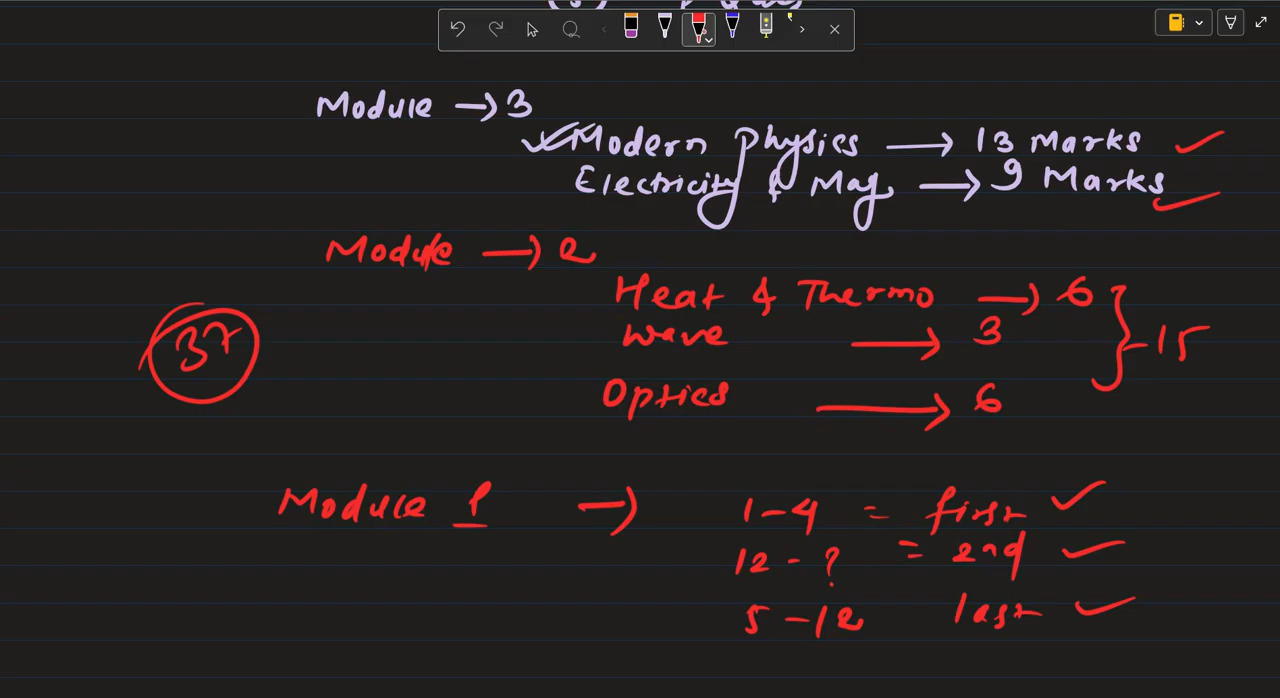 Module → 3
✓ Modern Physics → 13 Marks ✓
Electricity & Mag, → 9 Marks ✓
Module → 2
Heat & Thermo → 6
Wave → 3
} - 15
37
Optics → 6
Module 1 → 1 - 4 = first ✓
12 - ? = 2nd ✓
5 - 12 last ✓